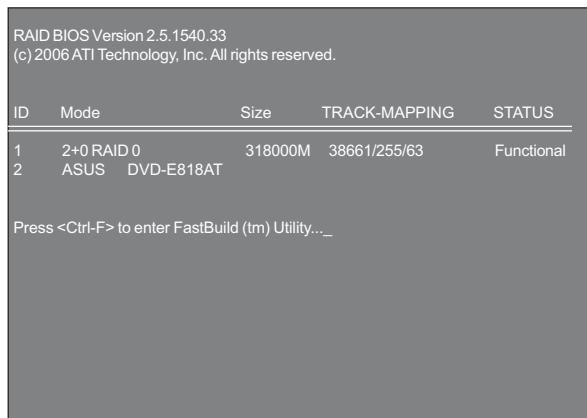 RAID BIOS Version 2.5.1540.33
(c) 2006 ATI Technology, Inc. All rights reserved.
ID Mode Size TRACK-MAPPING STATUS
1 2+0 RAID 0 318000M 38661/255/63 Functional
2 ASUS DVD-E818AT
Press <Ctrl-F> to enter FastBuild (tm) Utility..._